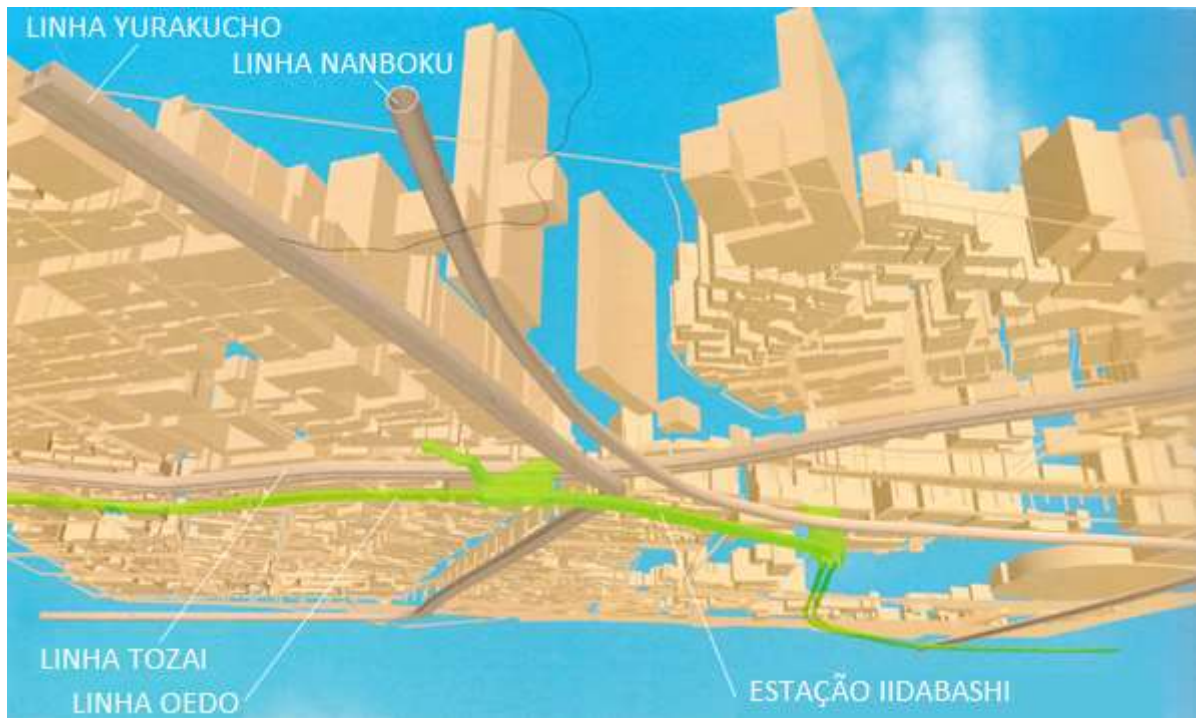 LINHA YURAKUCHO
LINHA NANBOKU
LINHA TOZAI
LINHA OEDO
ESTAÇÃO IIDABASHI